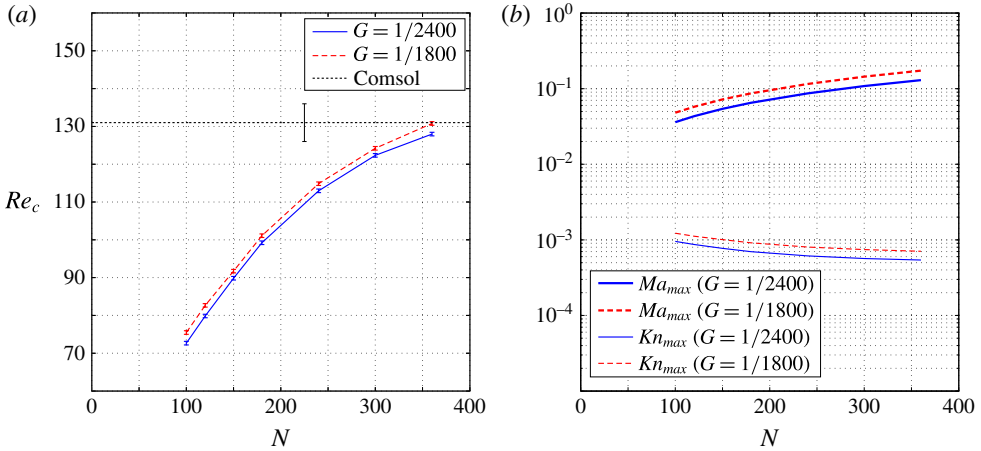 (a)
150
130
110
90
70
Re_c
0
100
200
300
400
N
G = 1/2400
G = 1/1800
Comsol
(b)
10^0
10^−1
10^−2
10^−3
10^−4
0
100
200
300
400
N
Ma_max (G = 1/2400)
Ma_max (G = 1/1800)
Kn_max (G = 1/2400)
Kn_max (G = 1/1800)